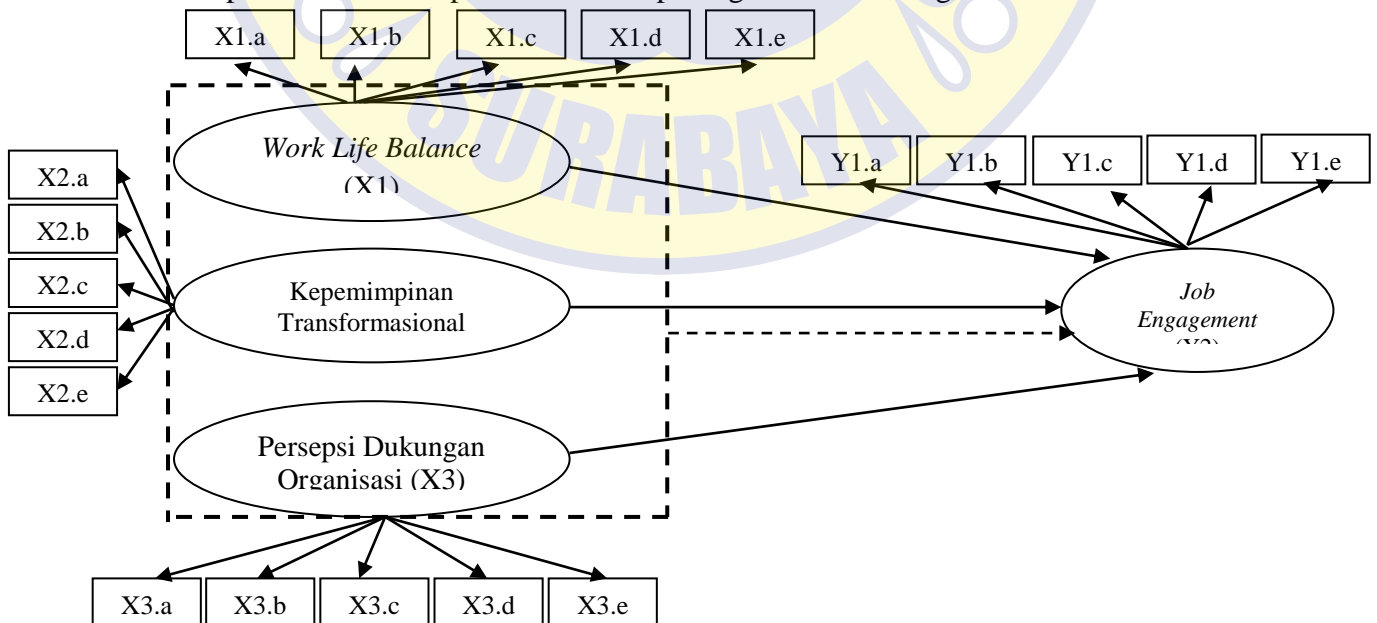 X1.a
X1.b
X1.c
X1.d
X1.e
SURABAYA
Work Life Balance
(X1)
Y1.a
Y1.b
Y1.c
Y1.d
Y1.e
X2.a
X2.b
X2.c
X2.d
X2.e
Kepemimpinan
Transformasional
Job
Engagement
Persepsi Dukungan
Organisasi (X3)
X3.a
X3.b
X3.c
X3.d
X3.e